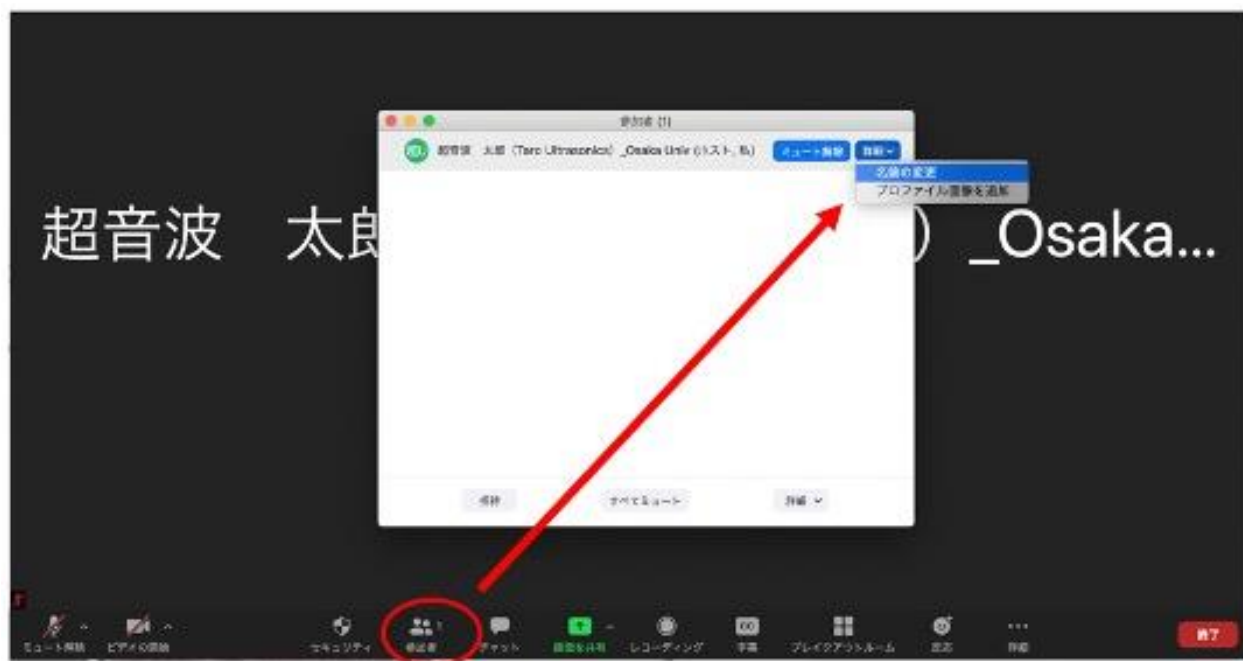 参加者 (1)
超音波　太郎（Taro Ultrasonics）_Osaka Univ (ホスト, 私)
ミュート解除
詳細
名前の変更
プロファイル画像を追加
超音波　太郎
）_Osaka...
招待
すべてミュート
詳細
1
ミュート解除
ビデオの開始
セキュリティ
参加者
チャット
画面を共有
レコーディング
CC
字幕
ブレイクアウトルーム
反応
詳細
終了